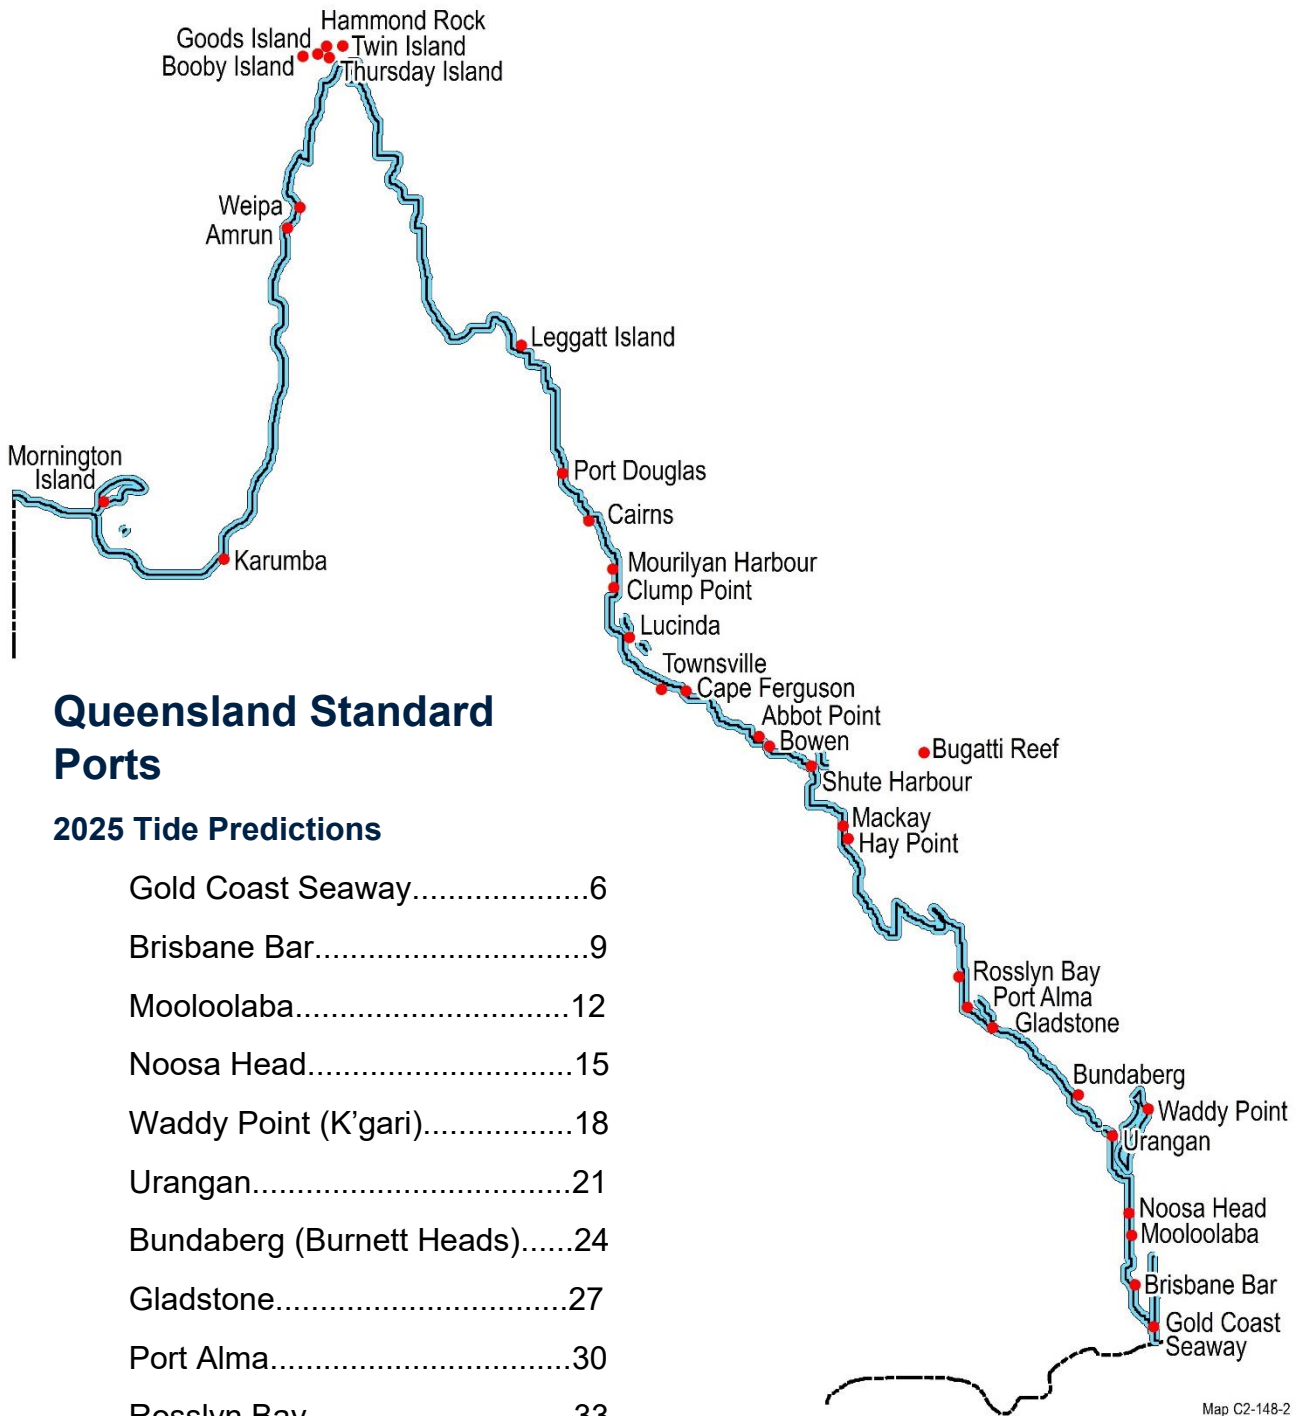 Hammond Rock
Goods Island
Twin Island
Booby Island
Thursday Island
Weipa
Amrun
Leggatt Island
Mornington
Island
Port Douglas
Cairns
Karumba
Mourilyan Harbour
Clump Point
Lucinda
Townsville
Cape Ferguson
Abbot Point
Bowen
Bugatti Reef
Shute Harbour
Mackay
Hay Point
Rosslyn Bay
Port Alma
Gladstone
Bundaberg
Waddy Point
Urangan
Noosa Head
Mooloolaba
Brisbane Bar
Gold Coast
Seaway
Queensland Standard
Ports
2025 Tide Predictions
Gold Coast Seaway....................6
Brisbane Bar...............................9
Mooloolaba...............................12
Noosa Head..............................15
Waddy Point (K’gari).................18
Urangan....................................21
Bundaberg (Burnett Heads)......24
Gladstone.................................27
Port Alma..................................30
Rosslyn Bay..............................33
Map C2-148-2